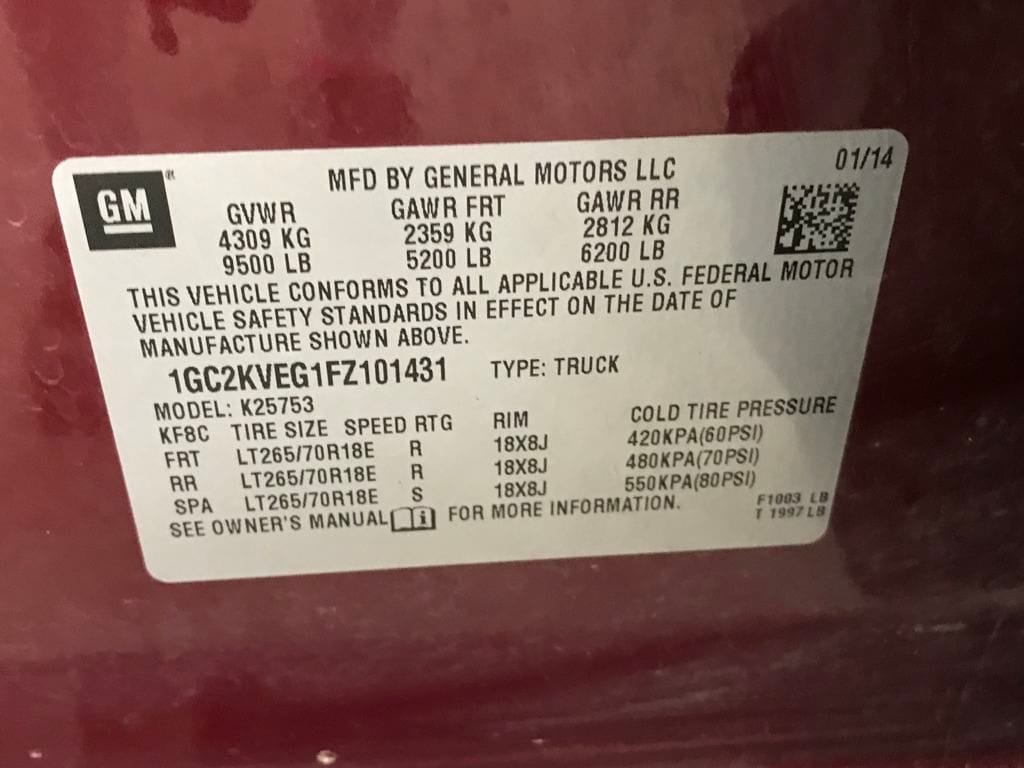 GM ®
MFD BY GENERAL MOTORS LLC 01/14
GVWR GAWR FRT GAWR RR
4309 KG 2359 KG 2812 KG
9500 LB 5200 LB 6200 LB
THIS VEHICLE CONFORMS TO ALL APPLICABLE U.S. FEDERAL MOTOR
VEHICLE SAFETY STANDARDS IN EFFECT ON THE DATE OF
MANUFACTURE SHOWN ABOVE.
1GC2KVEG1FZ101431 TYPE: TRUCK
MODEL: K25753
KF8C TIRE SIZE SPEED RTG RIM COLD TIRE PRESSURE
FRT LT265/70R18E R 18X8J 420KPA(60PSI)
RR LT265/70R18E R 18X8J 480KPA(70PSI)
SPA LT265/70R18E S 18X8J 550KPA(80PSI)
SEE OWNER'S MANUAL i FOR MORE INFORMATION.
F1003 LB
T 1997 LB